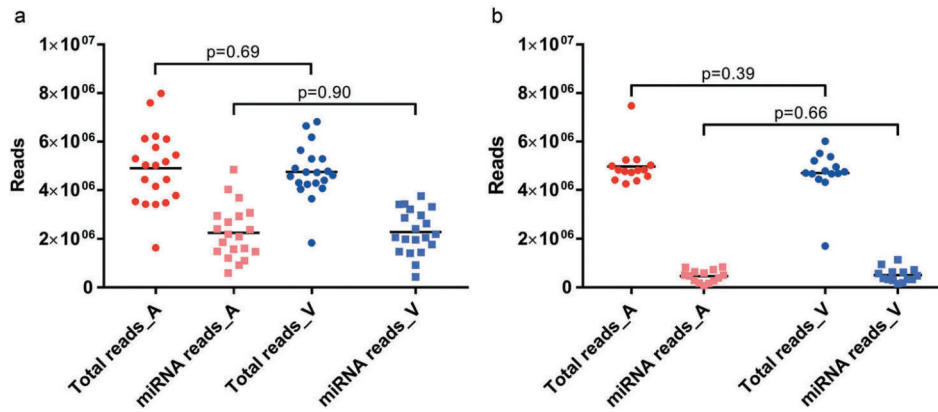 a
1×10⁰⁷
8×10⁰⁶
6×10⁰⁶
4×10⁰⁶
2×10⁰⁶
0
Reads
p=0.69
p=0.90
Total reads_A
miRNA reads_A
Total reads_V
miRNA reads_V
b
1×10⁰⁷
8×10⁰⁶
6×10⁰⁶
4×10⁰⁶
2×10⁰⁶
0
Reads
p=0.39
p=0.66
Total reads_A
miRNA reads_A
Total reads_V
miRNA reads_V